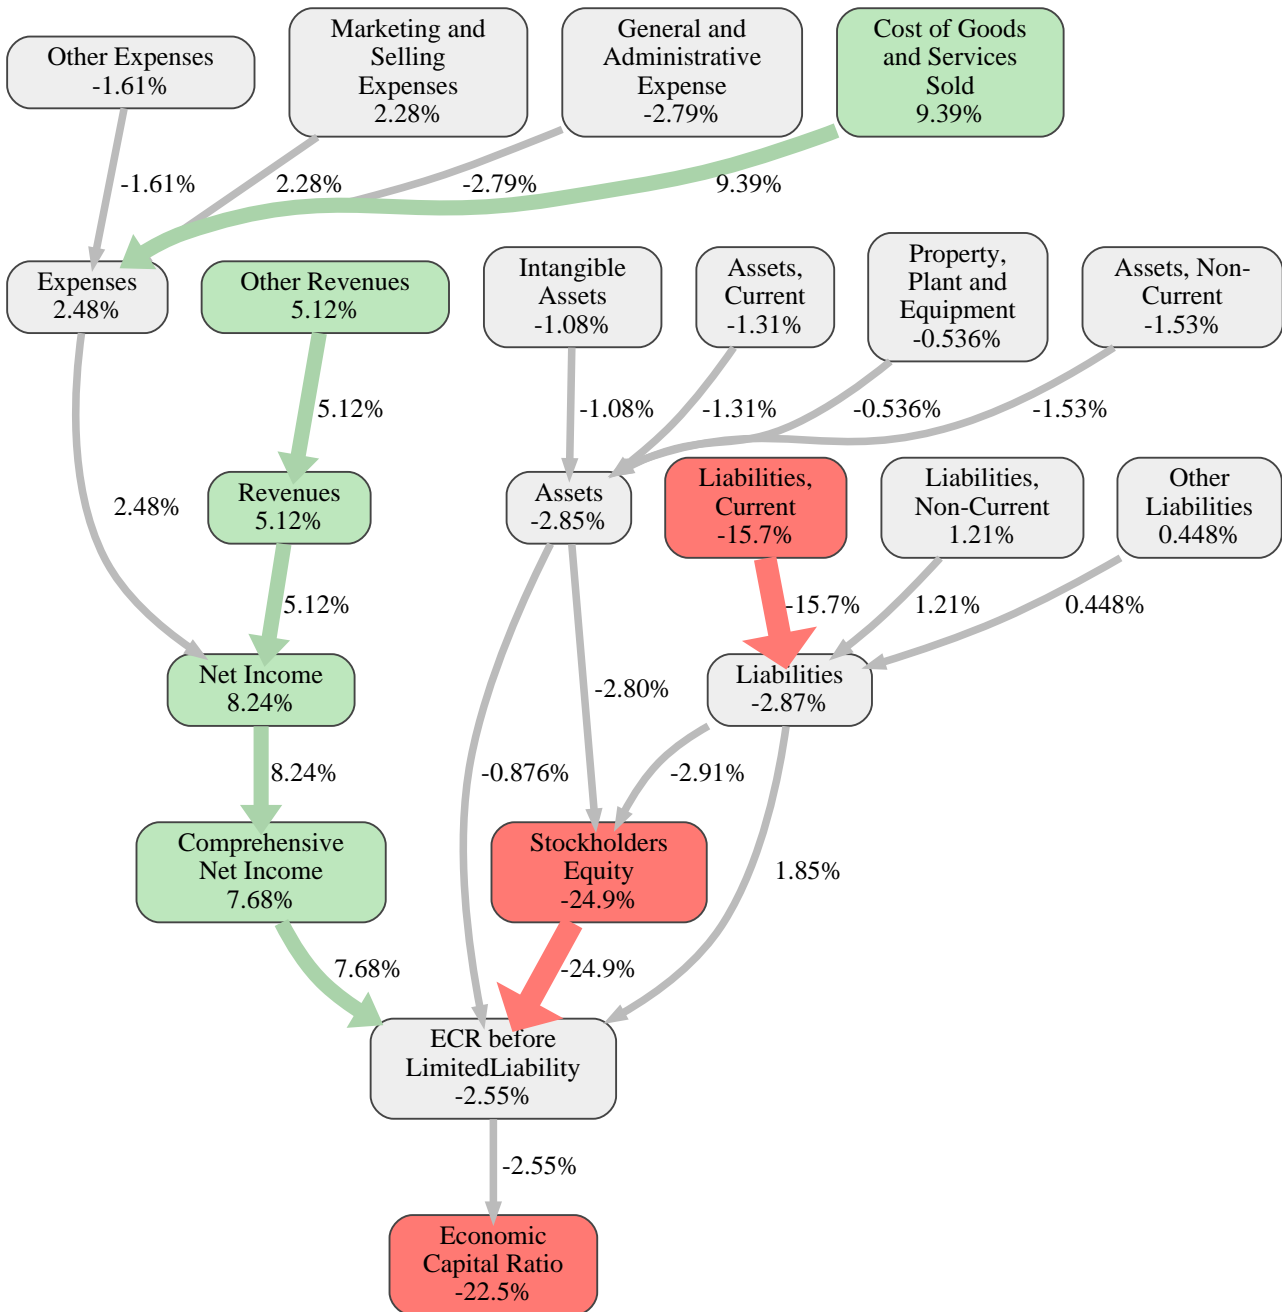 Other Expenses
-1.61%
Marketing and
Selling
Expenses
2.28%
General and
Administrative
Expense
-2.79%
Cost of Goods
and Services
Sold
9.39%
-1.61%
2.28%
-2.79%
9.39%
Expenses
2.48%
Other Revenues
5.12%
Intangible
Assets
-1.08%
Assets,
Current
-1.31%
Property,
Plant and
Equipment
-0.536%
Assets, Non-
Current
-1.53%
5.12%
-1.08%
-1.31%
-0.536%
-1.53%
2.48%
Revenues
5.12%
Assets
-2.85%
Liabilities,
Current
-15.7%
Liabilities,
Non-Current
1.21%
Other
Liabilities
0.448%
5.12%
-15.7%
1.21%
0.448%
Net Income
8.24%
-2.80%
Liabilities
-2.87%
8.24%
-0.876%
-2.91%
Comprehensive
Net Income
7.68%
Stockholders
Equity
-24.9%
1.85%
7.68%
-24.9%
ECR before
LimitedLiability
-2.55%
-2.55%
Economic
Capital Ratio
-22.5%